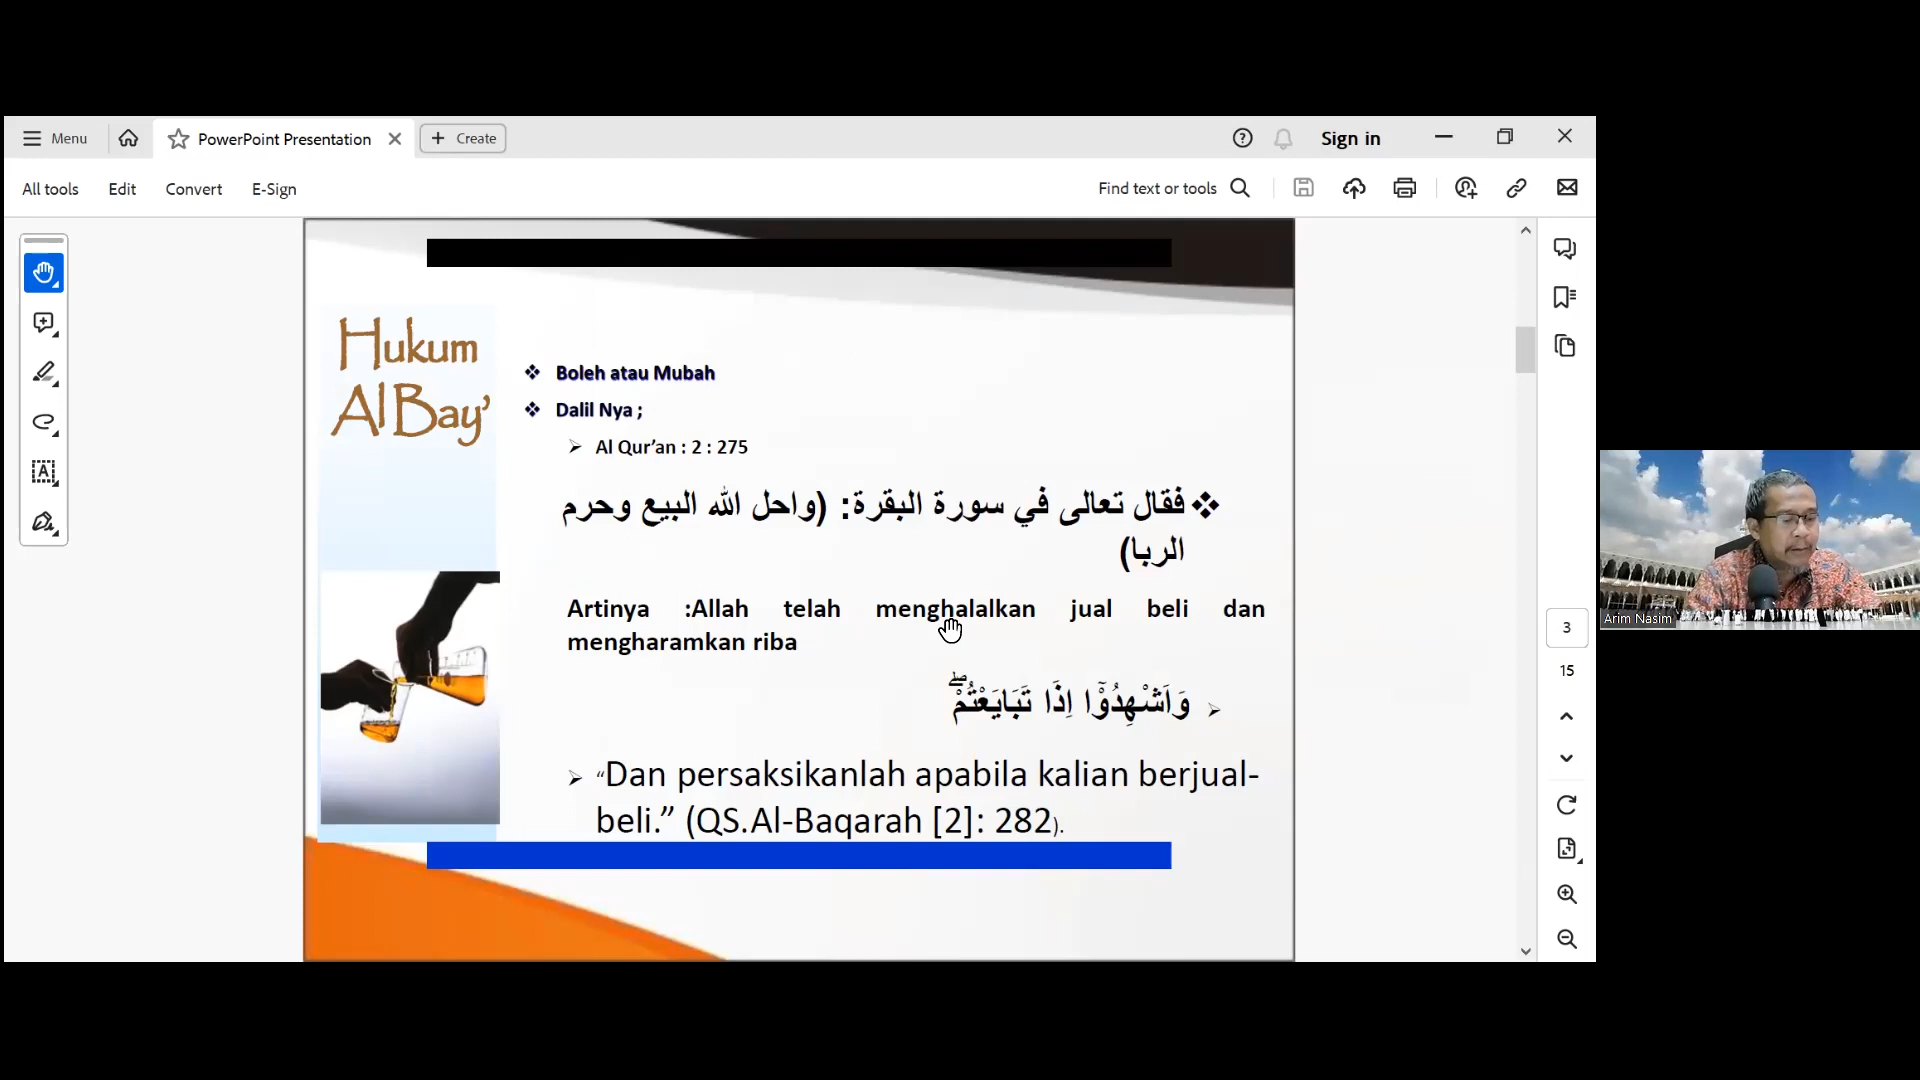 Menu
PowerPoint Presentation
Create
Sign in
All tools
Edit
Convert
E-Sign
Find text or tools
Hukum
Al Bay’
❖ Boleh atau Mubah
❖ Dalil Nya ;
➢ Al Qur’an : 2 : 275
❖ فقال تعالى في سورة البقرة: (واحل الله البيع وحرم
الربا)
Artinya :Allah telah menghalalkan jual beli dan
mengharamkan riba
➢ وَاَشْهِدُوْٓا اِذَا تَبَايَعْتُمْ ۖ
➢ “Dan persaksikanlah apabila kalian berjual-
beli.” (QS.Al-Baqarah [2]: 282).
3
15
Arim Nasim